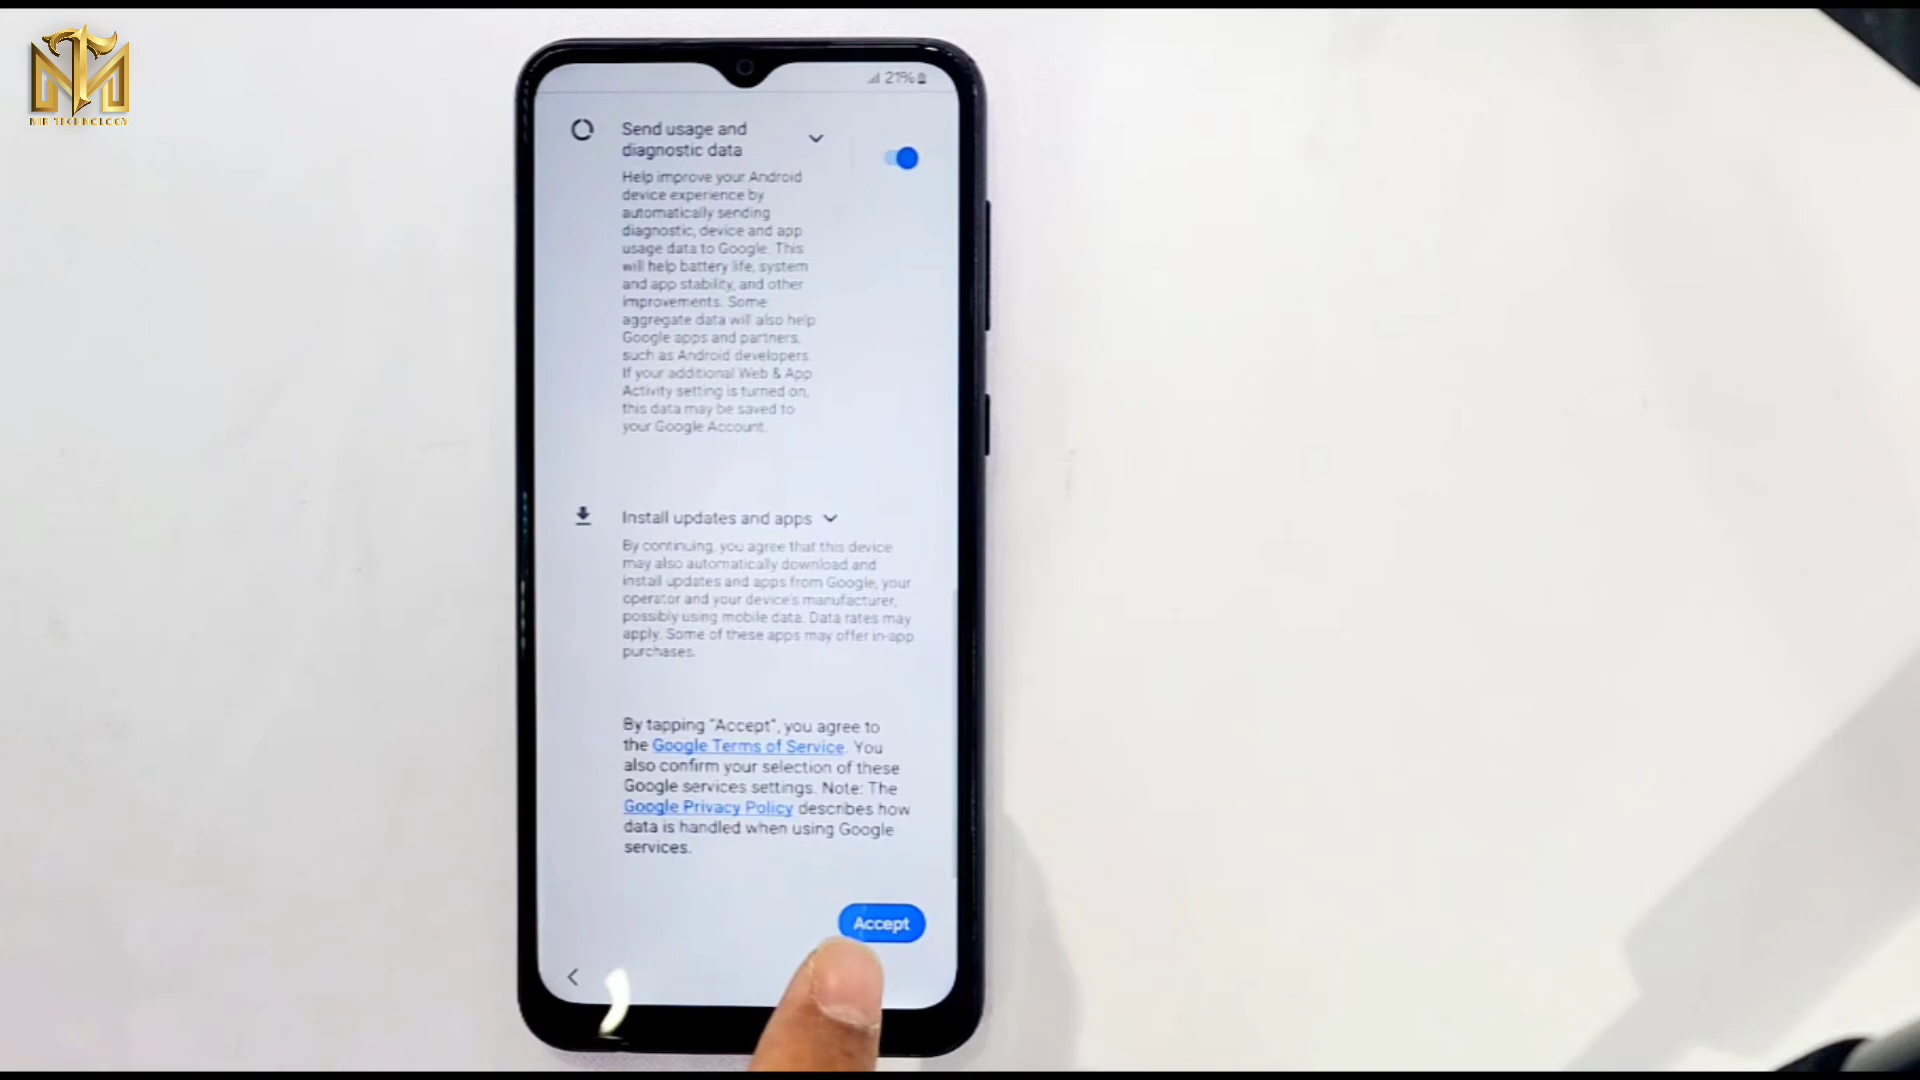 MIR TECHNOLOGY
21%
Send usage and
diagnostic data
Help improve your Android
device experience by
automatically sending
diagnostic, device and app
usage data to Google. This
will help battery life, system
and app stability, and other
improvements. Some
aggregate data will also help
Google apps and partners,
such as Android developers.
If your additional Web & App
Activity setting is turned on,
this data may be saved to
your Google Account.
Install updates and apps
By continuing, you agree that this device
may also automatically download and
install updates and apps from Google, your
operator and your device's manufacturer,
possibly using mobile data. Data rates may
apply. Some of these apps may offer in-app
purchases.
By tapping "Accept", you agree to
the Google Terms of Service. You
also confirm your selection of these
Google services settings. Note: The
Google Privacy Policy describes how
data is handled when using Google
services.
Accept